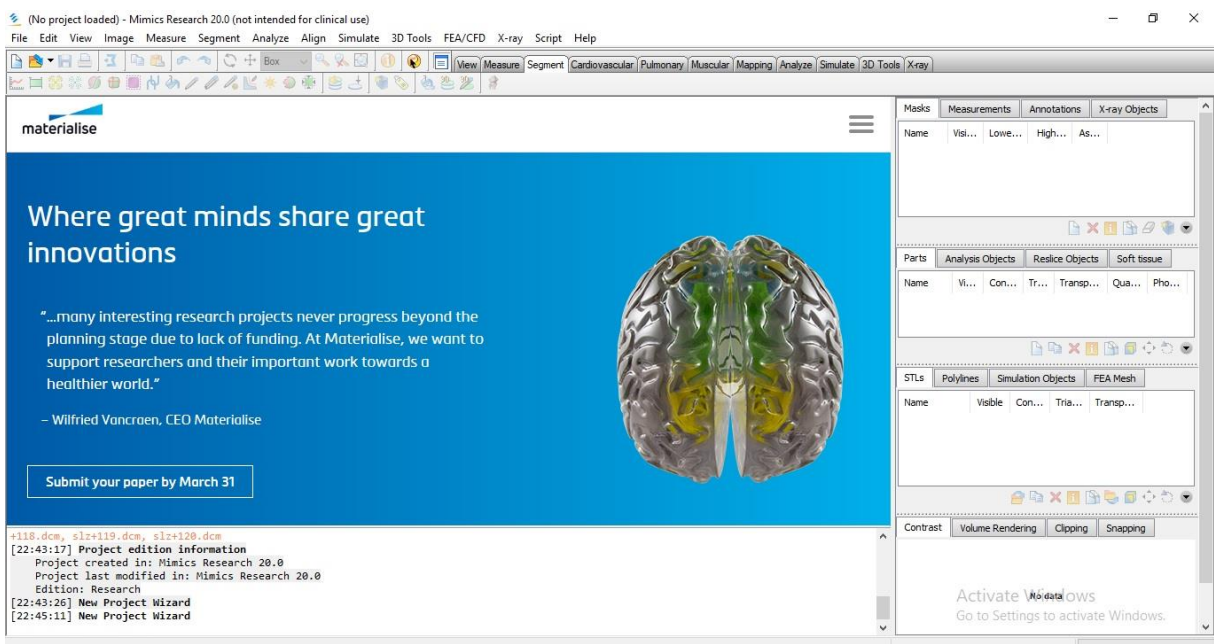 (No project loaded) - Mimics Research 20.0 (not intended for clinical use)
File Edit View Image Measure Segment Analyze Align Simulate 3D Tools FEA/CFD X-ray Script Help
Box
View Measure Segment Cardiovascular Pulmonary Muscular Mapping Analyze Simulate 3D Tools X-ray
materialise
Where great minds share great
innovations
"...many interesting research projects never progress beyond the
planning stage due to lack of funding. At Materialise, we want to
support researchers and their important work towards a
healthier world."
– Wilfried Vancraen, CEO Materialise
Submit your paper by March 31
+118.dcm, slz+119.dcm, slz+120.dcm
[22:43:17] Project edition information
Project created in: Mimics Research 20.0
Project last modified in: Mimics Research 20.0
Edition: Research
[22:43:26] New Project Wizard
[22:45:11] New Project Wizard
Masks Measurements Annotations X-ray Objects
Name Visi... Lowe... High... As...
Parts Analysis Objects Reslice Objects Soft tissue
Name Vi... Con... Tr... Transp... Qua... Pho...
STLs Polylines Simulation Objects FEA Mesh
Name Visible Con... Tria... Transp...
Contrast Volume Rendering Clipping Snapping
No data
Activate Windows
Go to Settings to activate Windows.